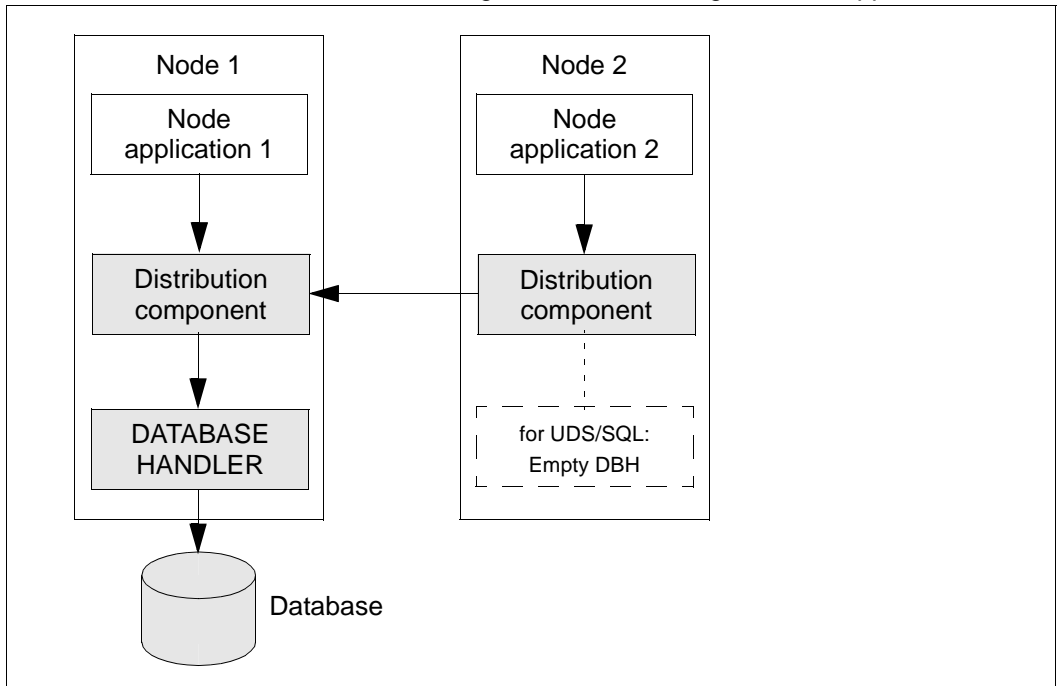 Node 1
Node
application 1
Distribution
component
DATABASE
HANDLER
Database
Node 2
Node
application 2
Distribution
component
for UDS/SQL:
Empty DBH